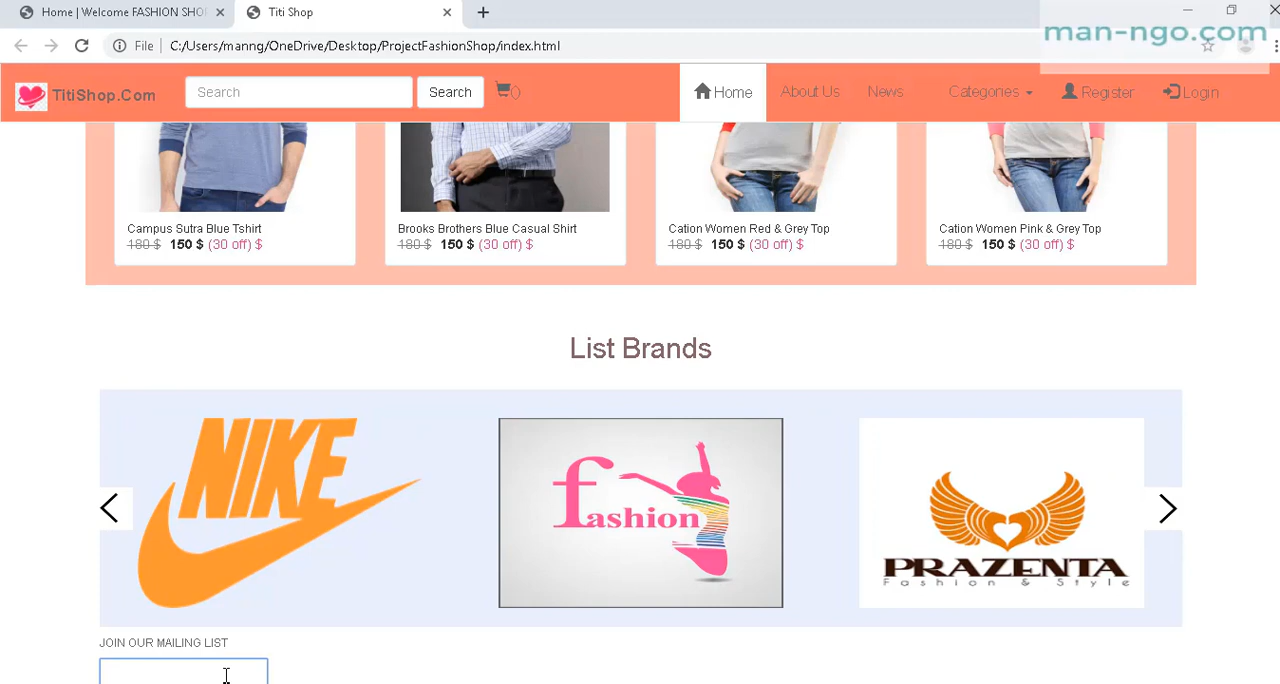 Home | Welcome FASHION SHO
Titi Shop
man-ngo.com
File
C:/Users/manng/OneDrive/Desktop/ProjectFashionShop/index.html
TitiShop.Com
Search
Search
0
Home
About Us
News
Categories
Register
Login
Campus Sutra Blue Tshirt
180 $ 150 $ (30 off) $
Brooks Brothers Blue Casual Shirt
180 $ 150 $ (30 off) $
Cation Women Red & Grey Top
180 $ 150 $ (30 off) $
Cation Women Pink & Grey Top
180 $ 150 $ (30 off) $
List Brands
NIKE
fashion
PRAZENTA
Fashion & Style
JOIN OUR MAILING LIST